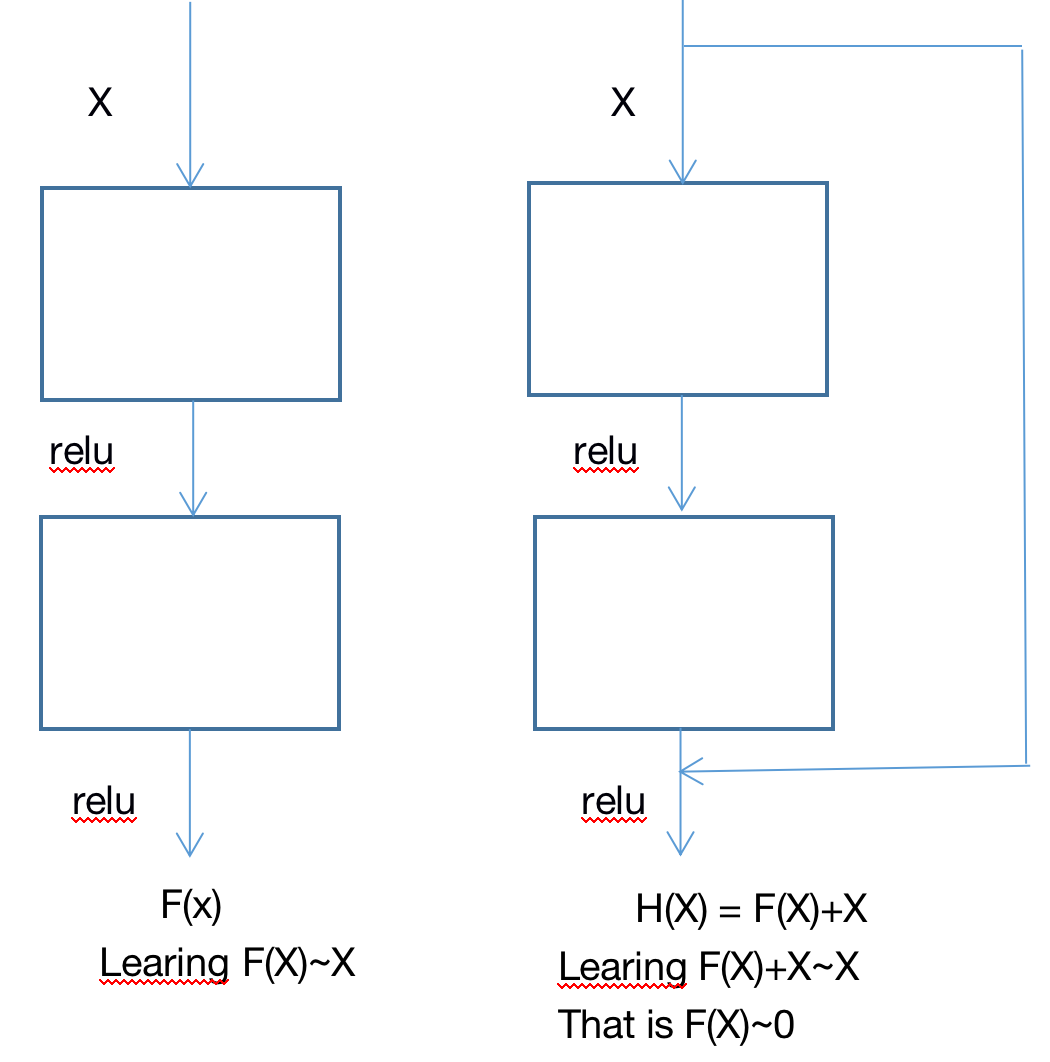 X
relu
relu
F(x)
Learing F(X)~X
X
relu
relu
H(X) = F(X)+X
Learing F(X)+X~X
That is F(X)~0